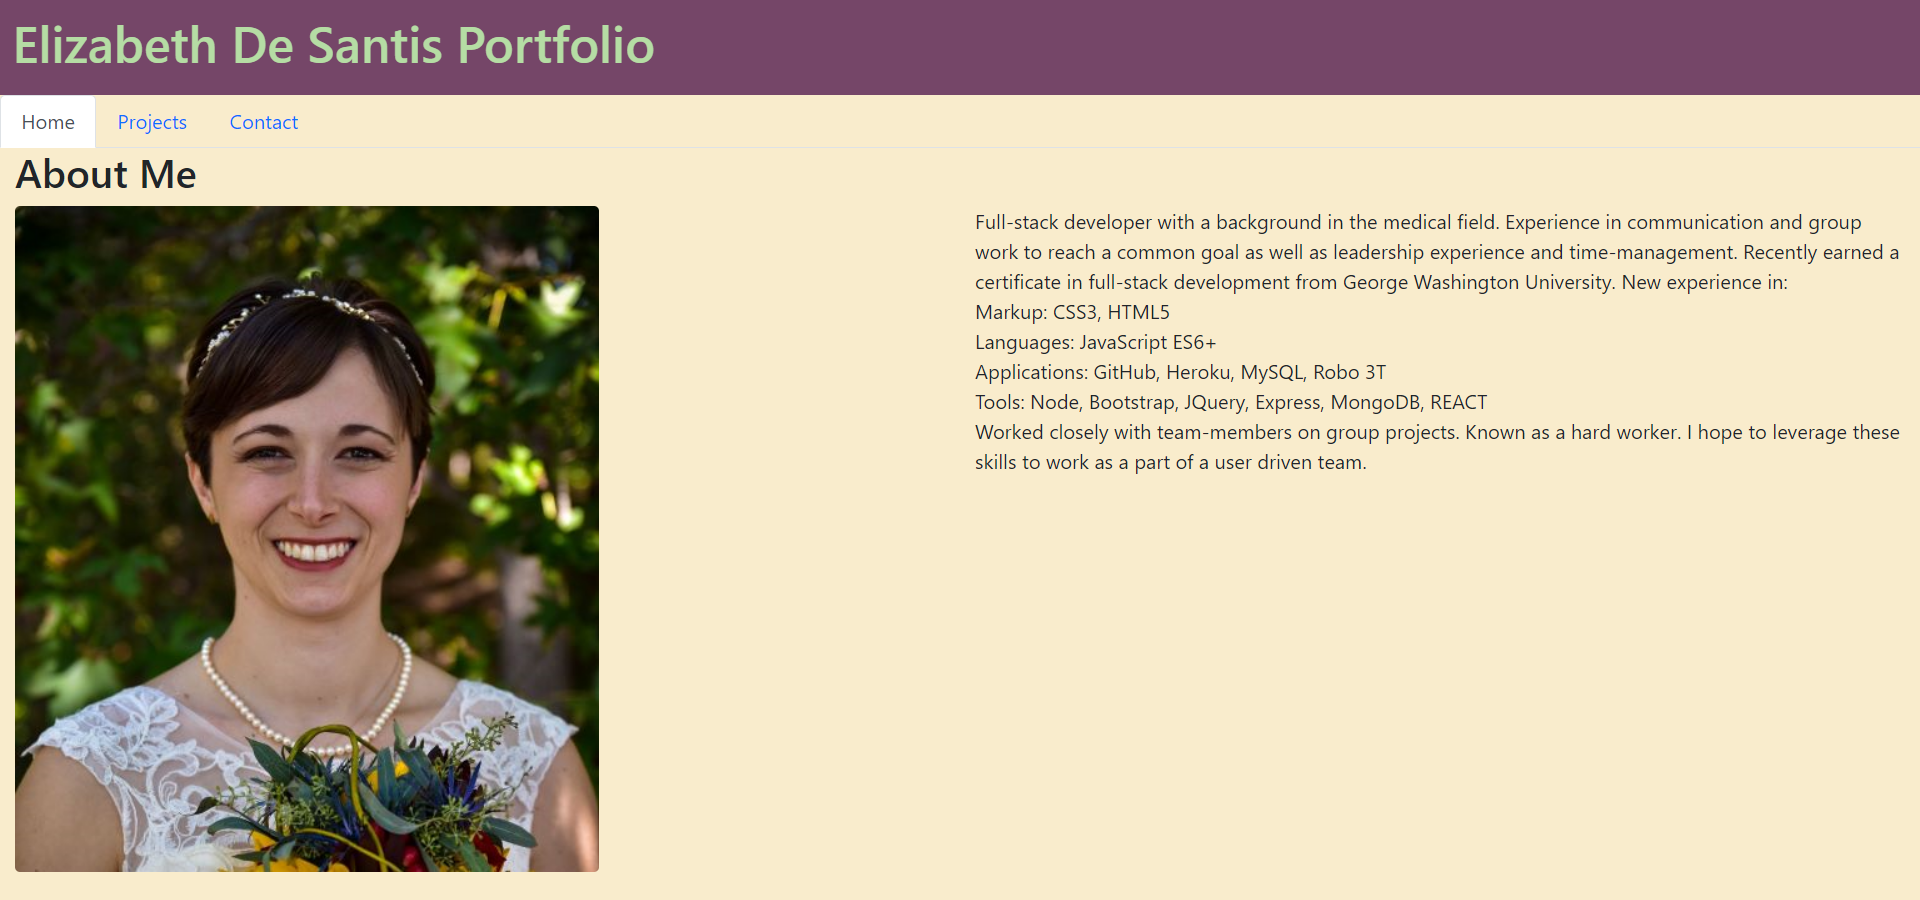 Elizabeth De Santis Portfolio
Home Projects Contact
About Me
Full-stack developer with a background in the medical field. Experience in communication and group
work to reach a common goal as well as leadership experience and time-management. Recently earned a
certificate in full-stack development from George Washington University. New experience in:
Markup: CSS3, HTML5
Languages: JavaScript ES6+
Applications: GitHub, Heroku, MySQL, Robo 3T
Tools: Node, Bootstrap, JQuery, Express, MongoDB, REACT
Worked closely with team-members on group projects. Known as a hard worker. I hope to leverage these
skills to work as a part of a user driven team.